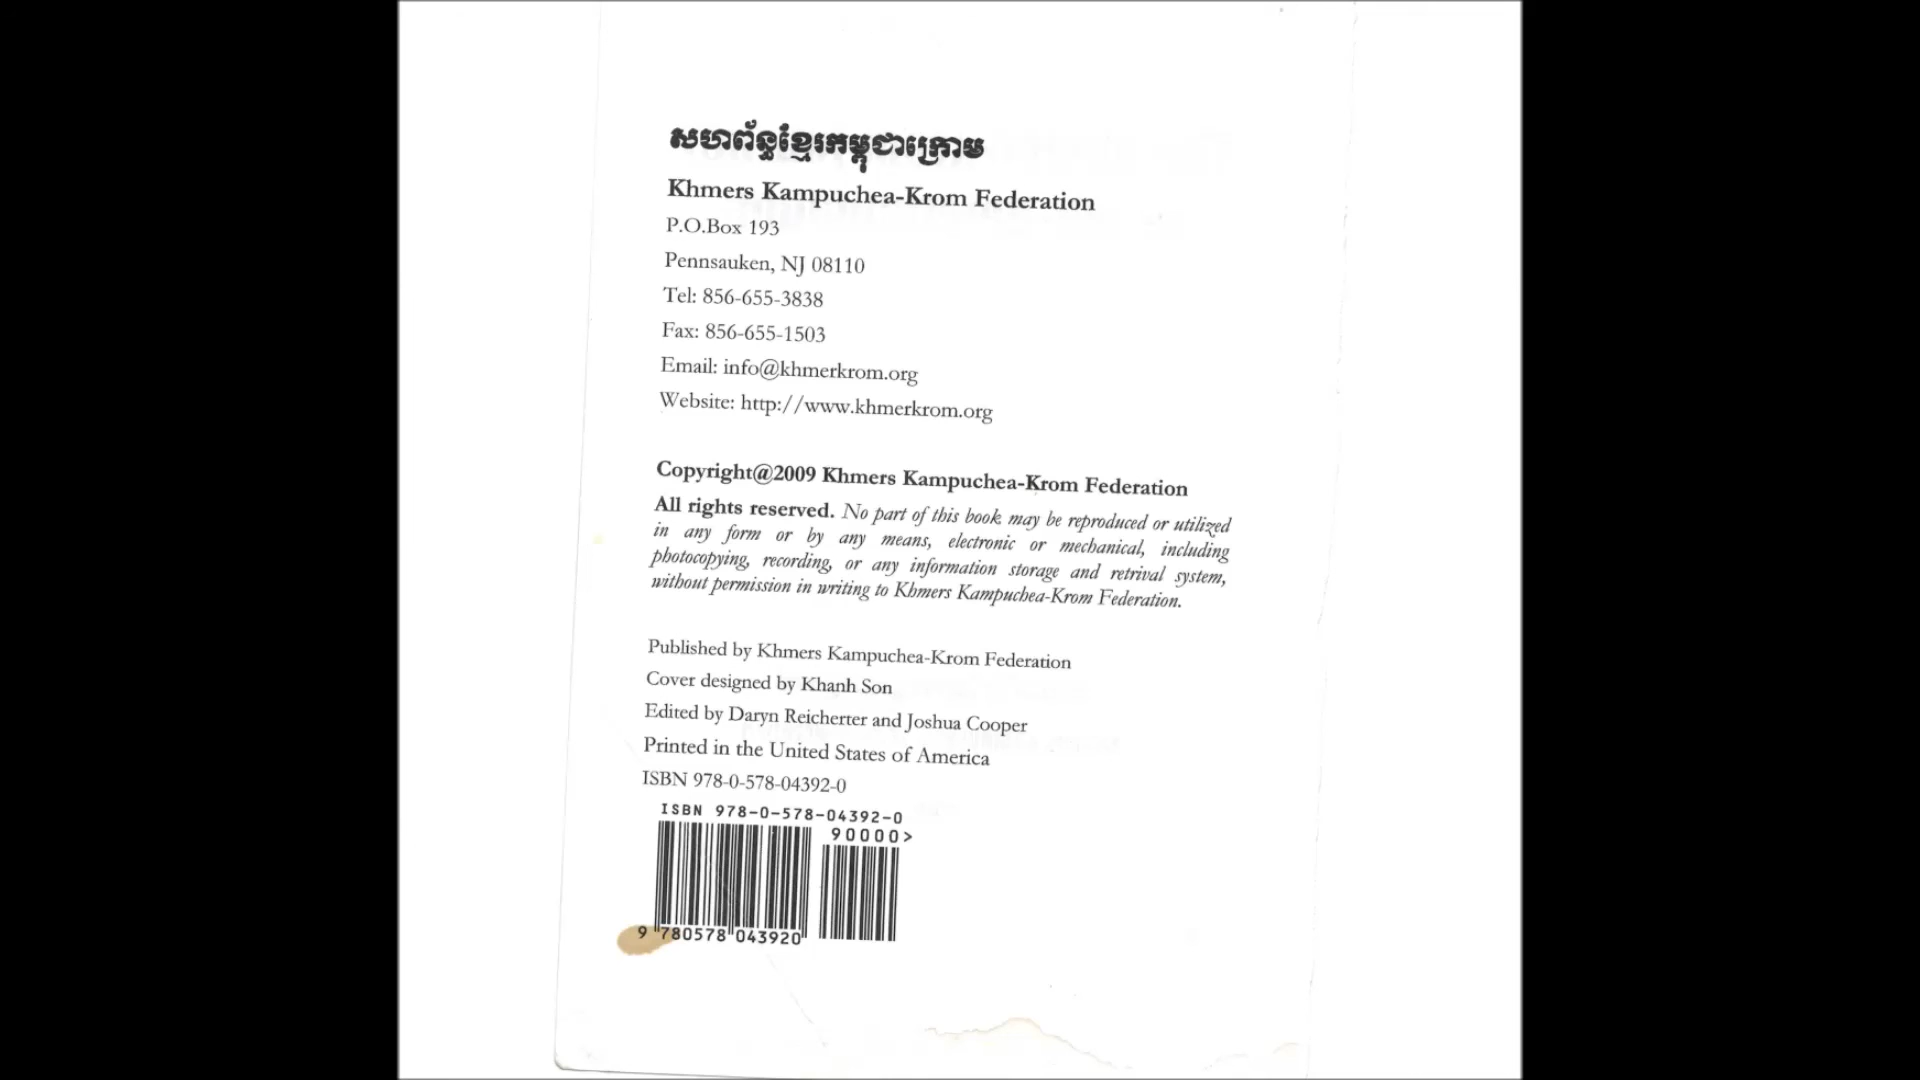 សហព័ន្ធខ្មែរកម្ពុជាក្រោម
Khmers Kampuchea-Krom Federation
P.O.Box 193
Pennsauken, NJ 08110
Tel: 856-655-3838
Fax: 856-655-1503
Email: info@khmerkrom.org
Website: http://www.khmerkrom.org
Copyright@2009 Khmers Kampuchea-Krom Federation
All rights reserved. No part of this book may be reproduced or utilized
in any form or by any means, electronic or mechanical, including
photocopying, recording, or any information storage and retrival system,
without permission in writing to Khmers Kampuchea-Krom Federation.
Published by Khmers Kampuchea-Krom Federation
Cover designed by Khanh Son
Edited by Daryn Reicherter and Joshua Cooper
Printed in the United States of America
ISBN 978-0-578-04392-0
ISBN 978-0-578-04392-0
90000>
9 780578 043920